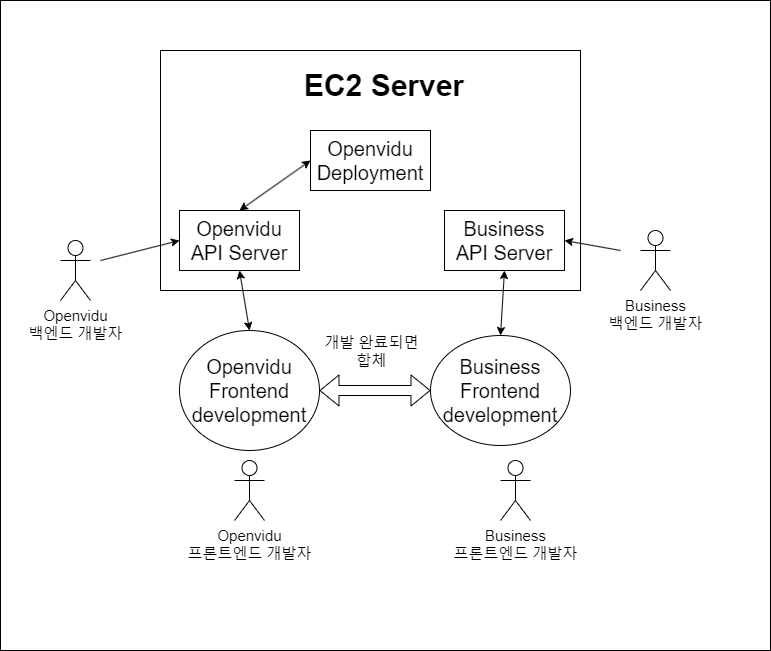 EC2 Server
Openvidu
Deployment
Openvidu
API Server
Business
API Server
Openvidu
백엔드 개발자
Business
백엔드 개발자
개발 완료되면
합체
Openvidu
Frontend
development
Business
Frontend
development
Openvidu
프론트엔드 개발자
Business
프론트엔드 개발자